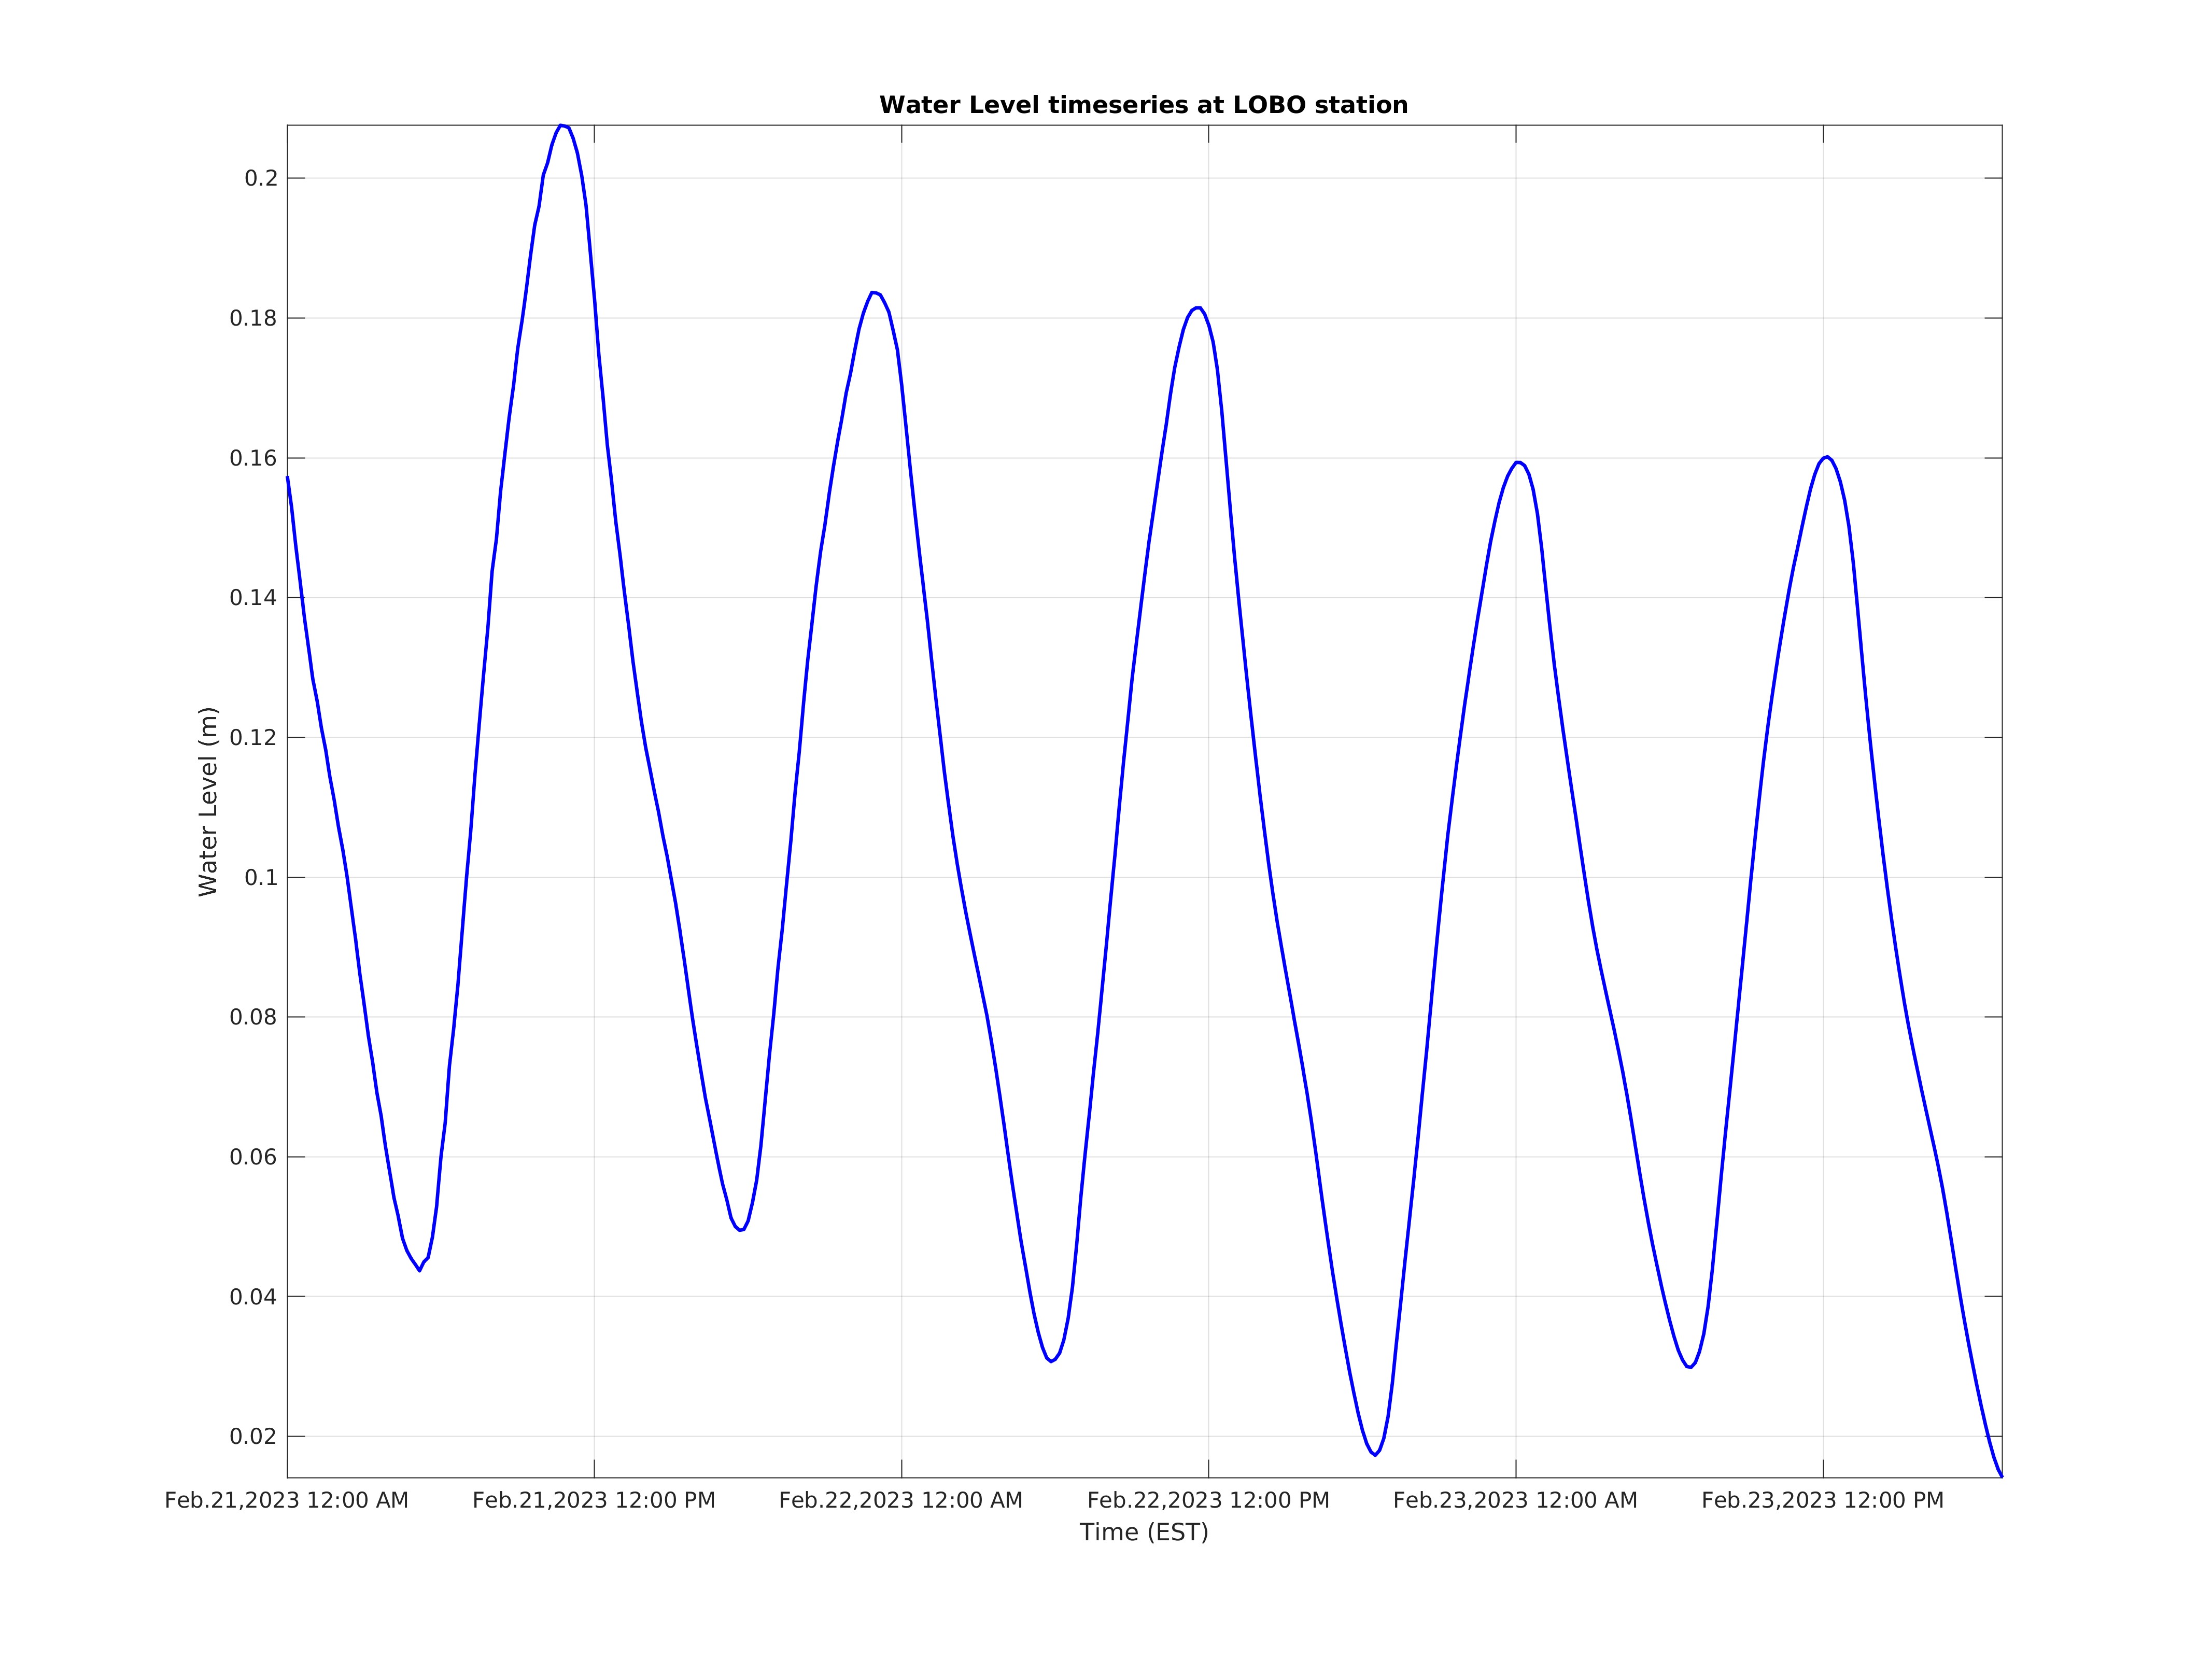 Water Level timeseries at LOBO station
0.2
0.18
0.16
0.14
0.12
0.1
0.08
0.06
0.04
0.02
Water Level (m)
Feb.21,2023 12:00 AM
Feb.21,2023 12:00 PM
Feb.22,2023 12:00 AM
Feb.22,2023 12:00 PM
Feb.23,2023 12:00 AM
Feb.23,2023 12:00 PM
Time (EST)